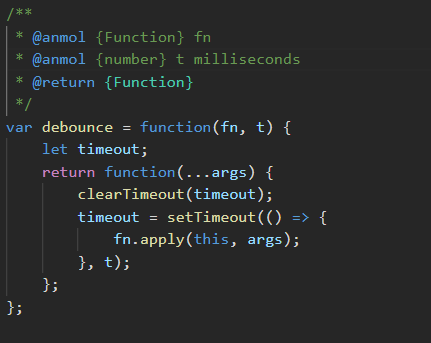 /**
 * @anmol {Function} fn
 * @anmol {number} t milliseconds
 * @return {Function}
 */
var debounce = function(fn, t) {
    let timeout;
    return function(...args) {
        clearTimeout(timeout);
        timeout = setTimeout(() => {
            fn.apply(this, args);
        }, t);
    };
};